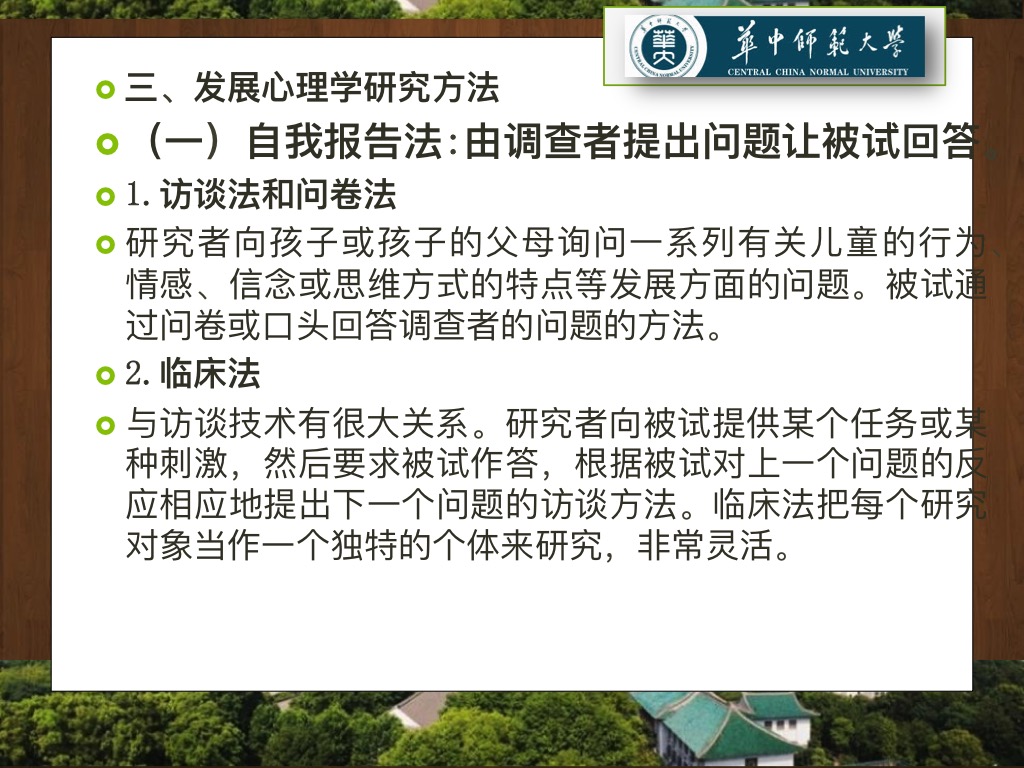 華中師範大學
CENTRAL CHINA NORMAL UNIVERSITY
三、发展心理学研究方法
（一）自我报告法:由调查者提出问题让被试回答。
1. 访谈法和问卷法
研究者向孩子或孩子的父母询问一系列有关儿童的行为、
情感、信念或思维方式的特点等发展方面的问题。被试通
过问卷或口头回答调查者的问题的方法。
2. 临床法
与访谈技术有很大关系。研究者向被试提供某个任务或某
种刺激，然后要求被试作答，根据被试对上一个问题的反
应相应地提出下一个问题的访谈方法。临床法把每个研究
对象当作一个独特的个体来研究，非常灵活。